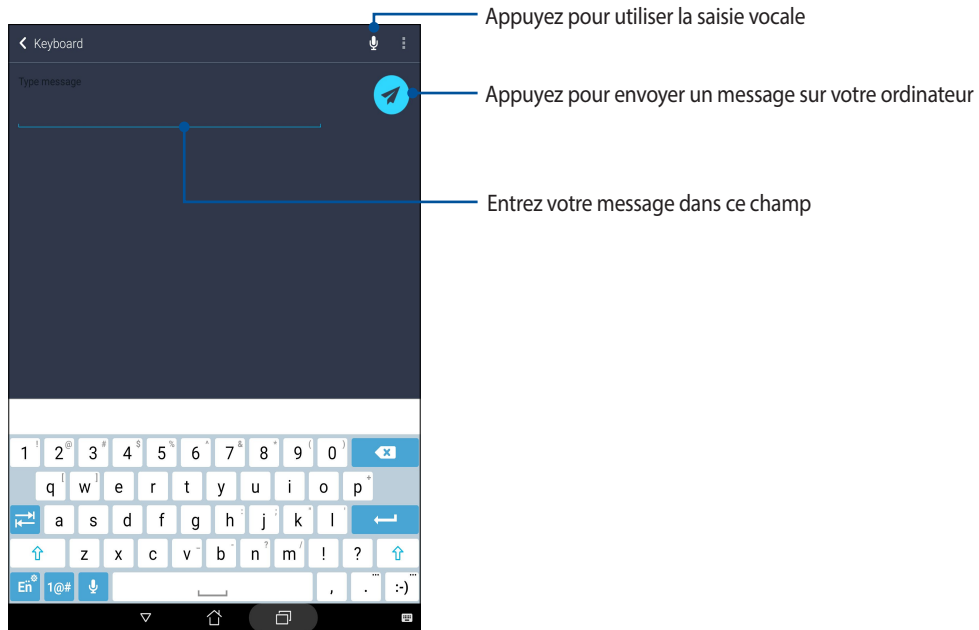 Appuyez pour utiliser la saisie vocale
Keyboard
Type message
Appuyez pour envoyer un message sur votre ordinateur
Entrez votre message dans ce champ
1 ! 2 @ 3 # 4 $ 5 % 6 ^ 7 & 8 * 9 ( 0 )
q [ w ] e r t y u i o p +
a s d f g h : j ; k " l '
z x c v - b - n ? m / ! ?
En 1@# , . ... :-) ...